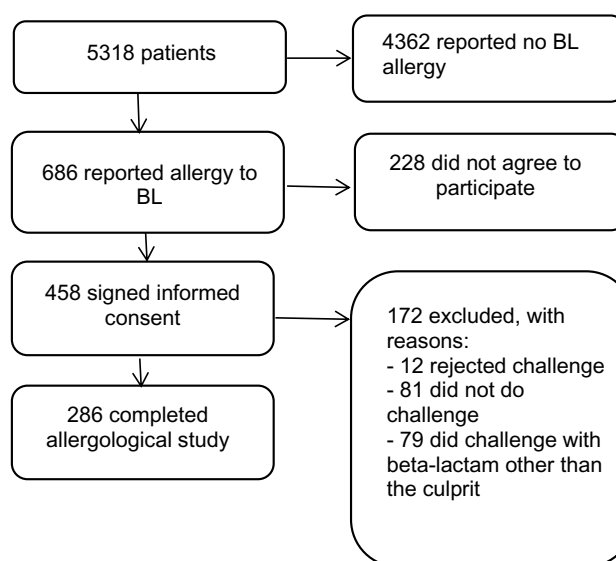 5318 patients
4362 reported no BL
allergy
686 reported allergy to
BL
228 did not agree to
participate
458 signed informed
consent
172 excluded, with
reasons:
- 12 rejected challenge
- 81 did not do
challenge
- 79 did challenge with
beta-lactam other than
the culprit
286 completed
allergological study